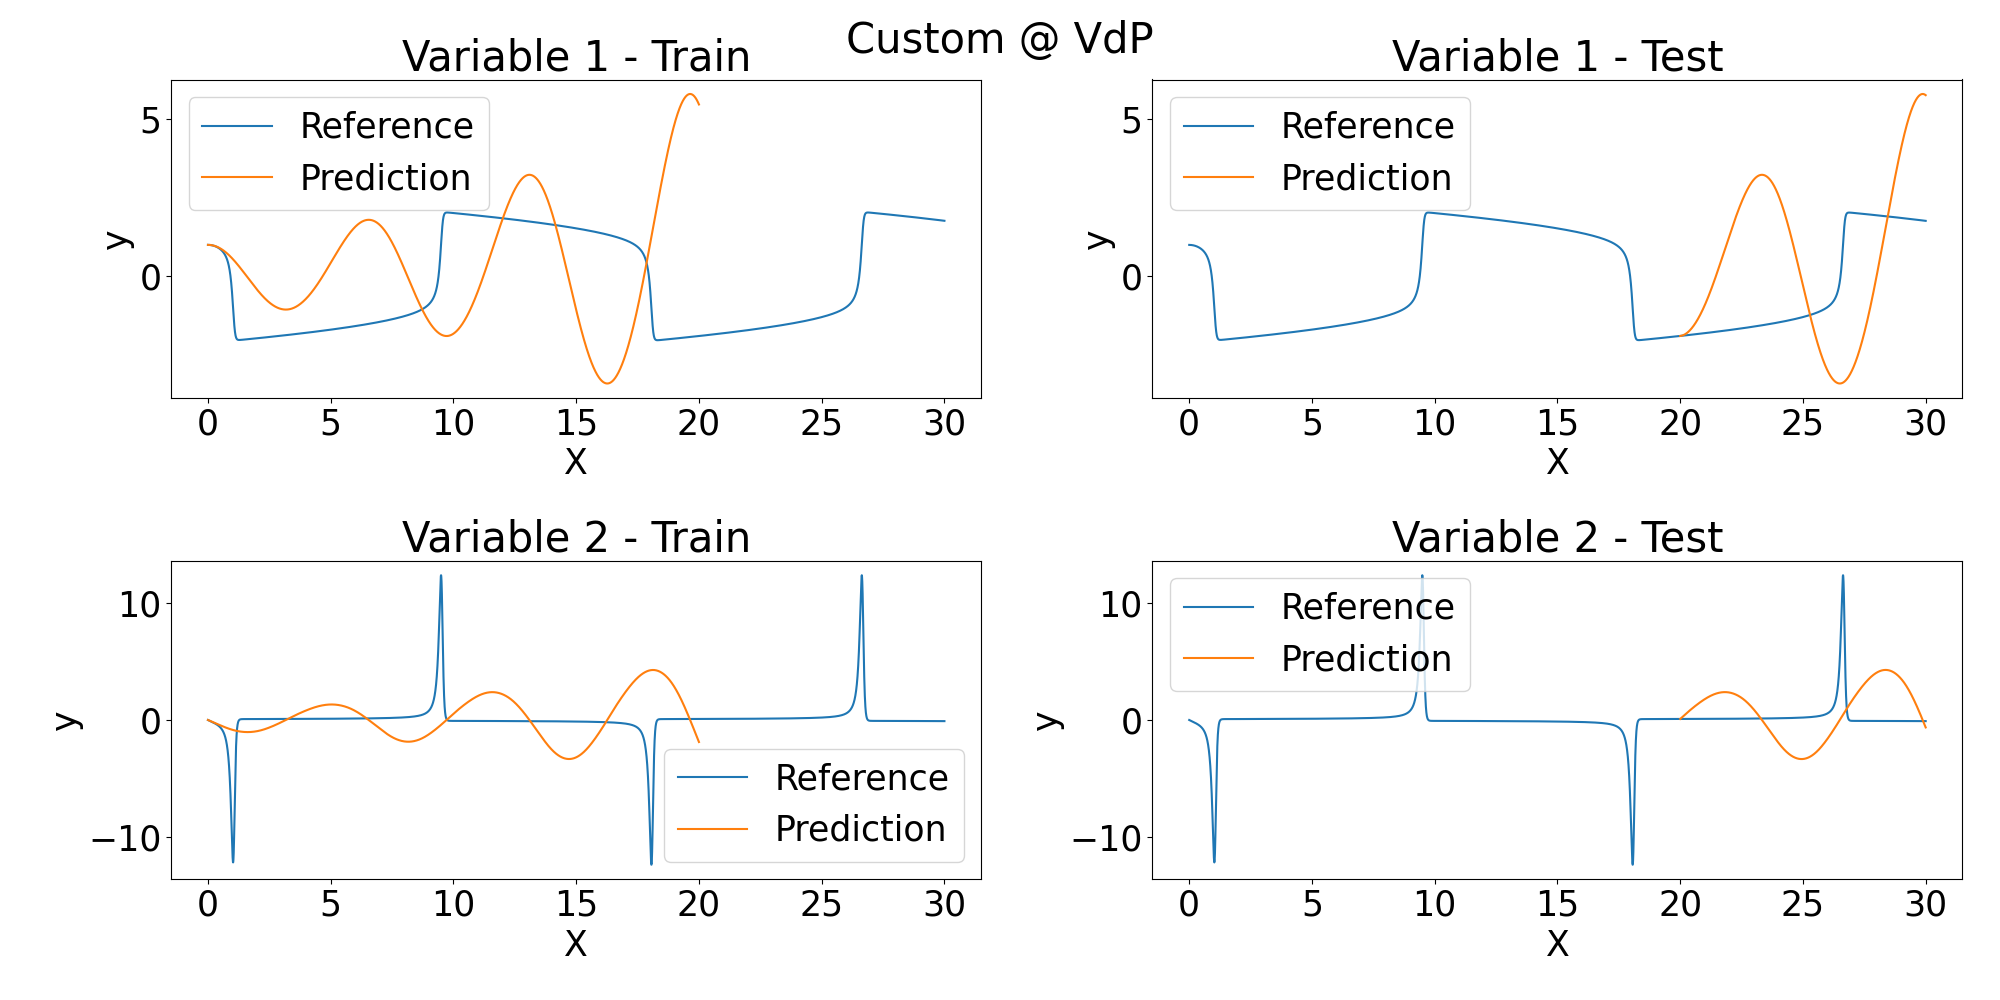 Custom @ VdP
Variable 1 - Train
5
0
y
Reference
Prediction
0 5 10 15 20 25 30
X
Variable 1 - Test
5
0
y
Reference
Prediction
0 5 10 15 20 25 30
X
Variable 2 - Train
10
0
−10
y
Reference
Prediction
0 5 10 15 20 25 30
X
Variable 2 - Test
10
0
−10
y
Reference
Prediction
0 5 10 15 20 25 30
X